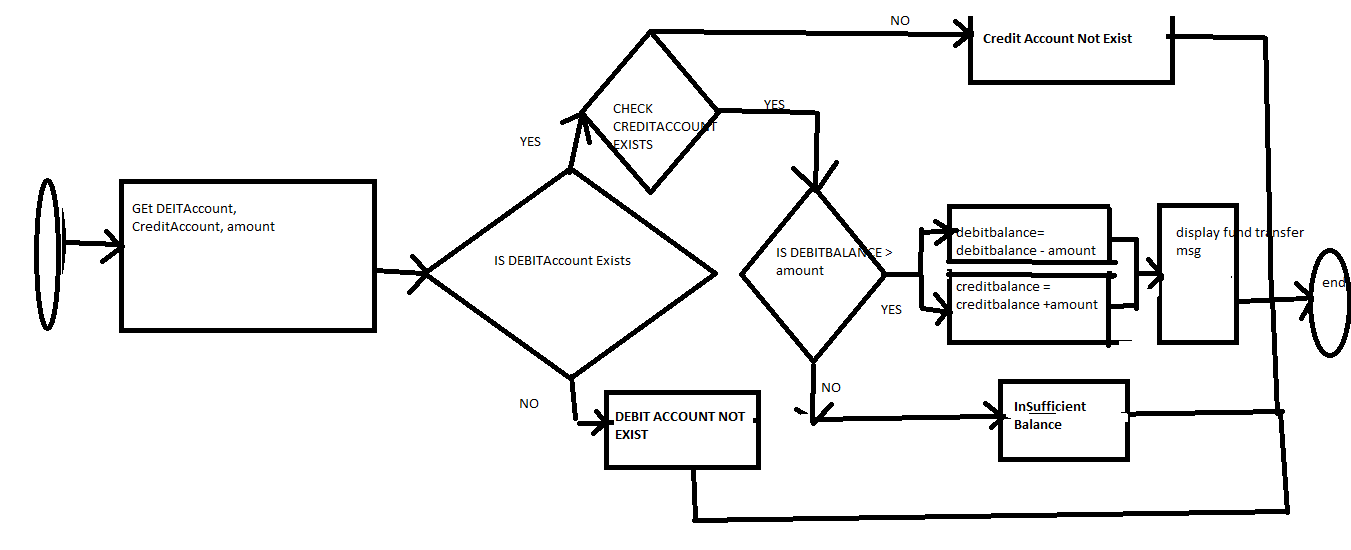 NO
Credit Account Not Exist
CHECK
CREDITACCOUNT
EXISTS
YES
YES
GEt DEITAccount,
CreditAccount, amount
IS DEBITAccount Exists
IS DEBITBALANCE >
amount
YES
debitbalance=
debitbalance - amount
creditbalance =
creditbalance +amount
display fund transfer
msg
end
NO
DEBIT ACCOUNT NOT
EXIST
NO
InSufficient
Balance